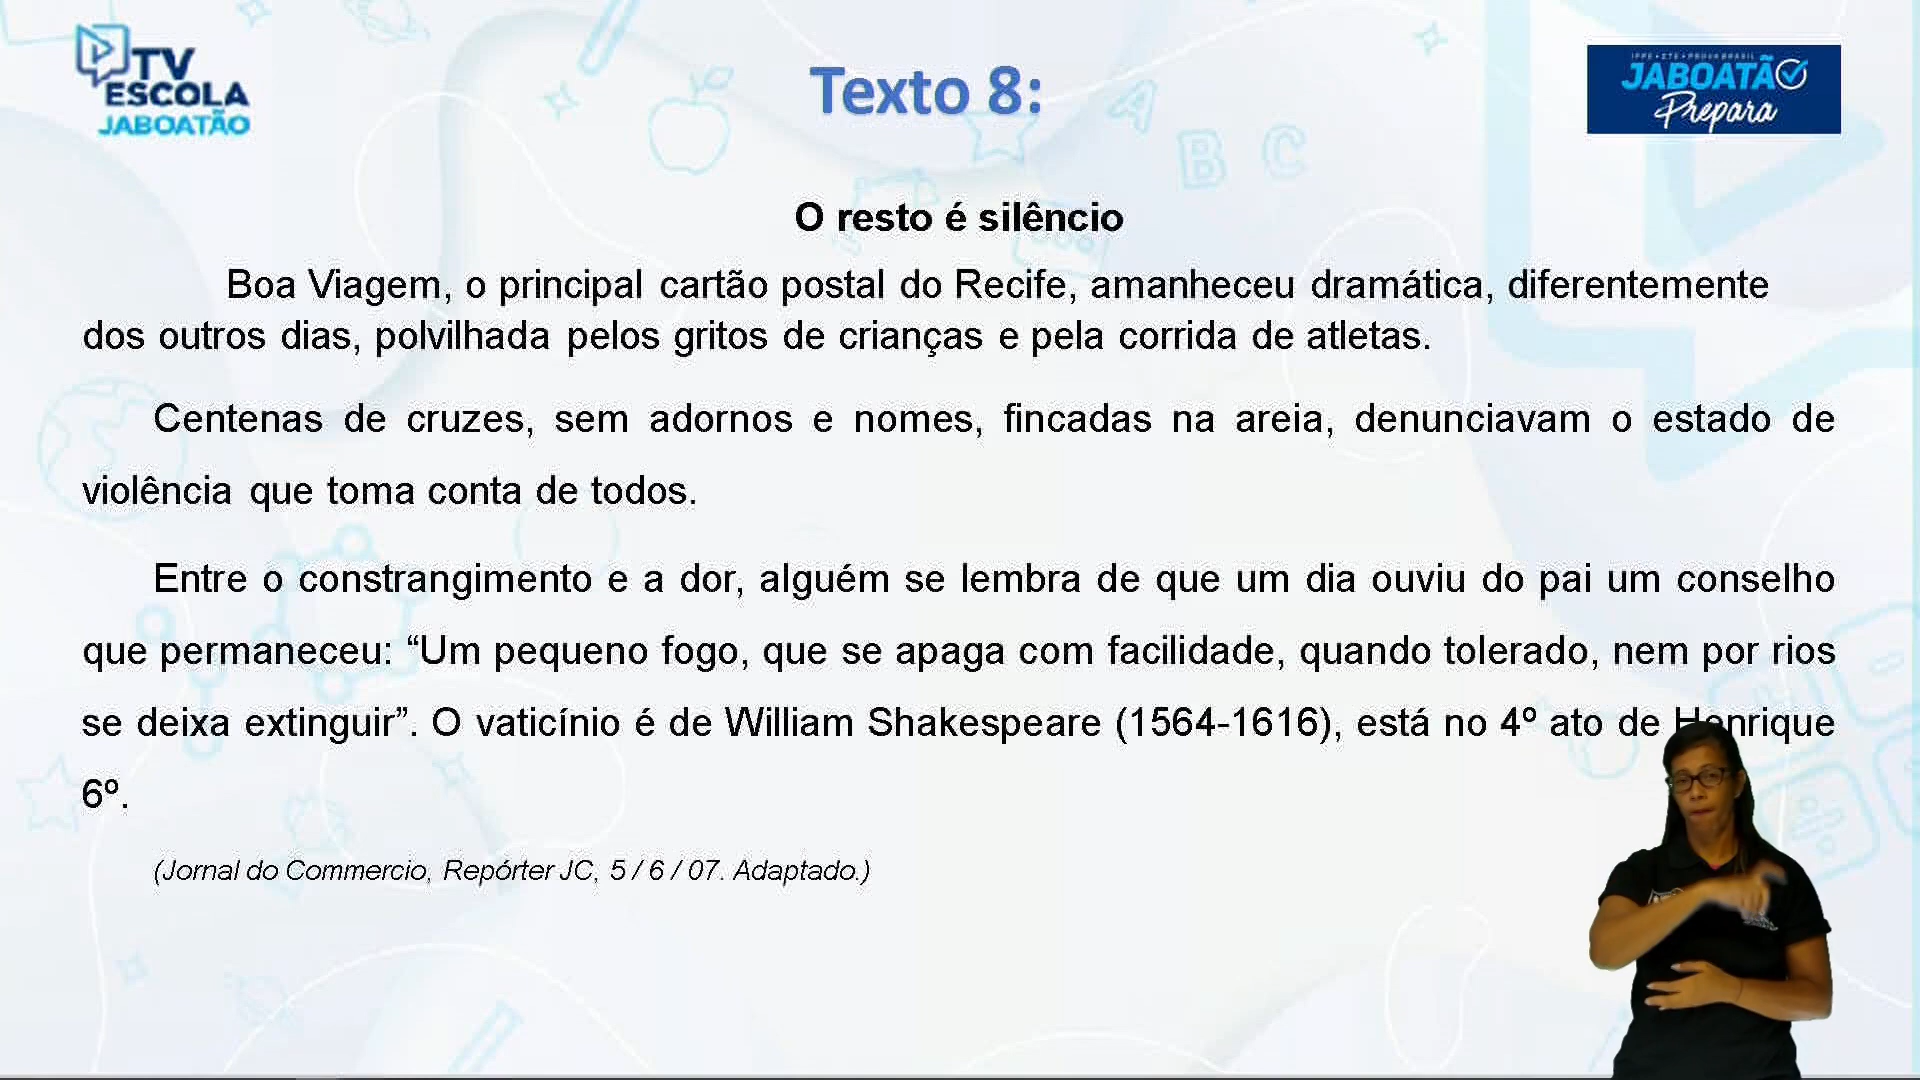 TV
ESCOLA
JABOATÃO
Texto 8:
IFPE • ETE • PROVA BRASIL
JABOATÃO
Prepara
A
B C
O resto é silêncio
Boa Viagem, o principal cartão postal do Recife, amanheceu dramática, diferentemente
dos outros dias, polvilhada pelos gritos de crianças e pela corrida de atletas.
Centenas de cruzes, sem adornos e nomes, fincadas na areia, denunciavam o estado de
violência que toma conta de todos.
Entre o constrangimento e a dor, alguém se lembra de que um dia ouviu do pai um conselho
que permaneceu: “Um pequeno fogo, que se apaga com facilidade, quando tolerado, nem por rios
se deixa extinguir”. O vaticínio é de William Shakespeare (1564-1616), está no 4º ato de Henrique
6º.
(Jornal do Commercio, Repórter JC, 5 / 6 / 07. Adaptado.)